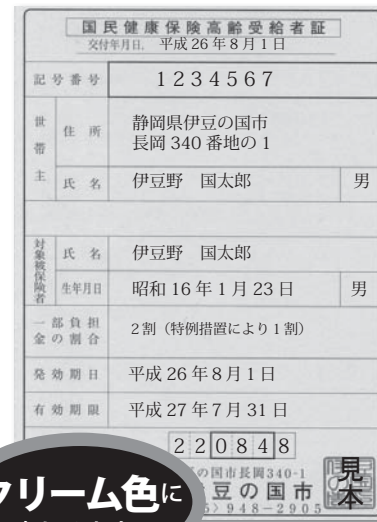 国民健康保険高齢受給者証
交付年月日 平成26年8月1日
記号番号 1234567
世帯主 住所 静岡県伊豆の国市
長岡340番地の1
氏名 伊豆野 国太郎 男
対象被保険者 氏名 伊豆野 国太郎
生年月日 昭和16年1月23日 男
一部負担金の割合 2割(特例措置により1割)
発効期日 平成26年8月1日
有効期限 平成27年7月31日
220848
の国市長岡340-1
豆の国市
948-2905
見本
クリーム色に